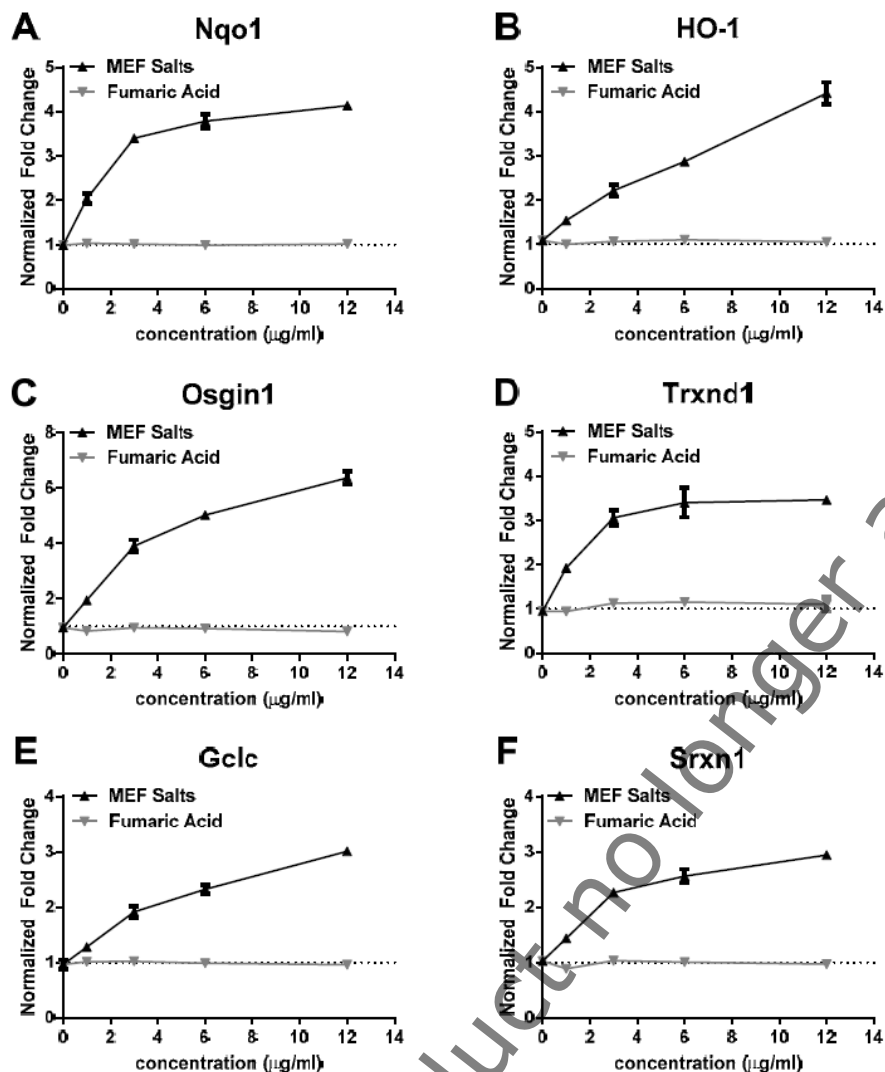 A
Nqo1
MEF Salts
Fumaric Acid
Normalized Fold Change
5
4
3
2
1
0
0 2 4 6 8 10 12 14
concentration (µg/ml)
B
HO-1
MEF Salts
Fumaric Acid
Normalized Fold Change
5
4
3
2
1
0
0 2 4 6 8 10 12 14
concentration (µg/ml)
C
Osgin1
MEF Salts
Fumaric Acid
Normalized Fold Change
8
6
4
2
0
0 2 4 6 8 10 12 14
concentration (µg/ml)
D
Trxnd1
MEF Salts
Fumaric Acid
Normalized Fold Change
5
4
3
2
1
0
0 2 4 6 8 10 12 14
concentration (µg/ml)
E
Gclc
MEF Salts
Fumaric Acid
Normalized Fold Change
4
3
2
1
0
0 2 4 6 8 10 12 14
concentration (µg/ml)
F
Srxn1
MEF Salts
Fumaric Acid
Normalized Fold Change
4
3
2
1
0
0 2 4 6 8 10 12 14
concentration (µg/ml)
duct no longer a